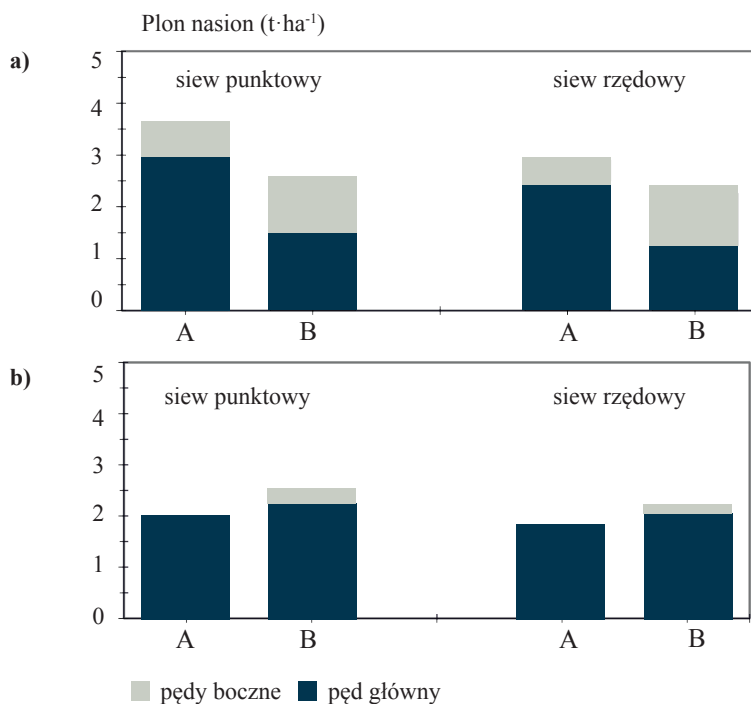 Plon nasion (t·ha⁻¹)
a)
siew punktowy siew rzędowy
5
4
3
2
1
0
A B A B
b)
siew punktowy siew rzędowy
5
4
3
2
1
0
A B A B
pędy boczne pęd główny